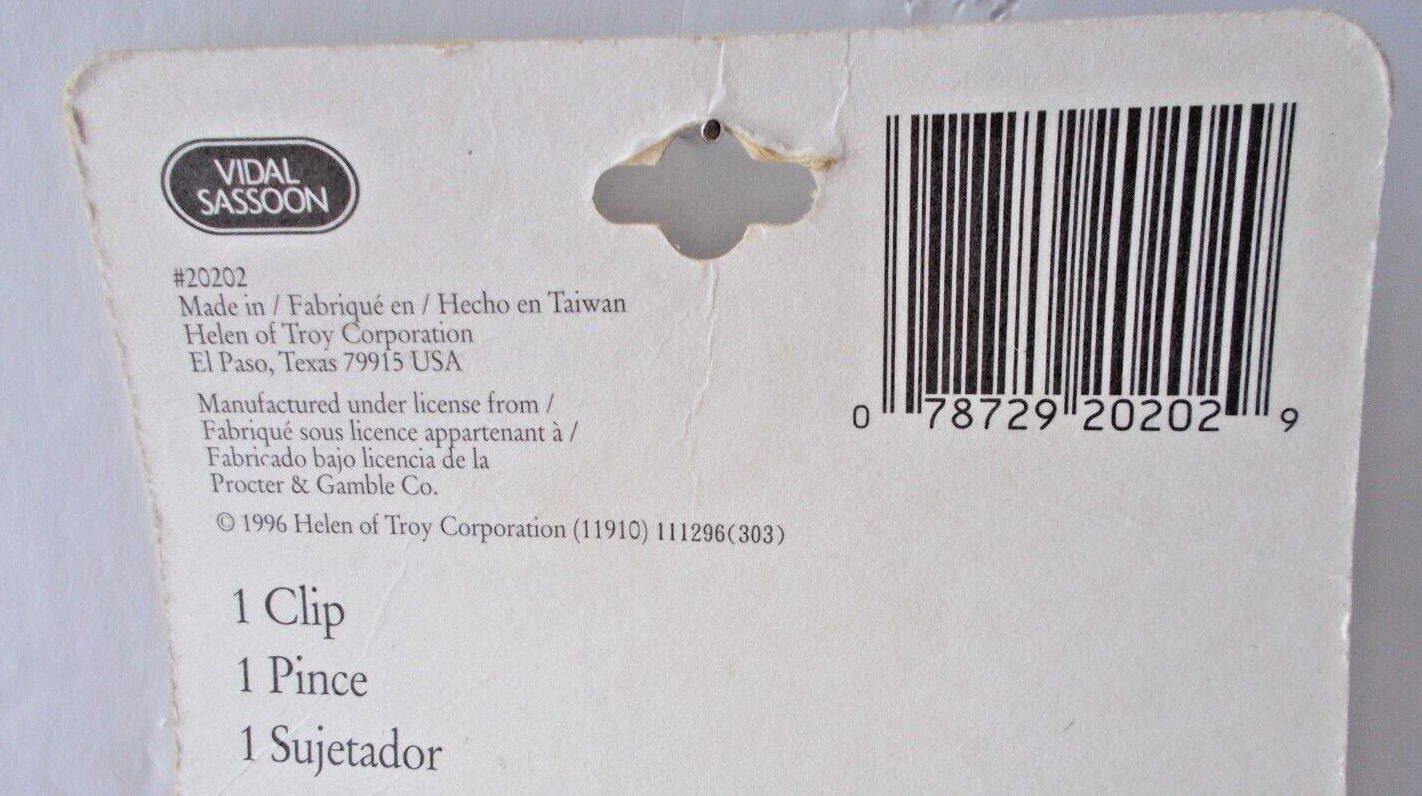 VIDAL
SASSOON
#20202
Made in / Fabriqué en / Hecho en Taiwan
Helen of Troy Corporation
El Paso, Texas 79915 USA
Manufactured under license from /
Fabriqué sous licence appartenant à /
Fabricado bajo licencia de la
Procter & Gamble Co.
© 1996 Helen of Troy Corporation (11910) 111296(303)
1 Clip
1 Pince
1 Sujetador
0 78729 20202 9